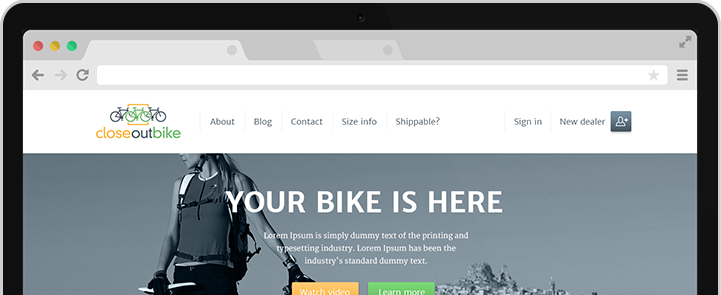 closeoutbike
About
Blog
Contact
Size info
Shippable?
Sign in
New dealer
YOUR BIKE IS HERE
Lorem Ipsum is simply dummy text of the printing and
typesetting industry. Lorem Ipsum has been the
industry's standard dummy text.
Watch video
Learn more